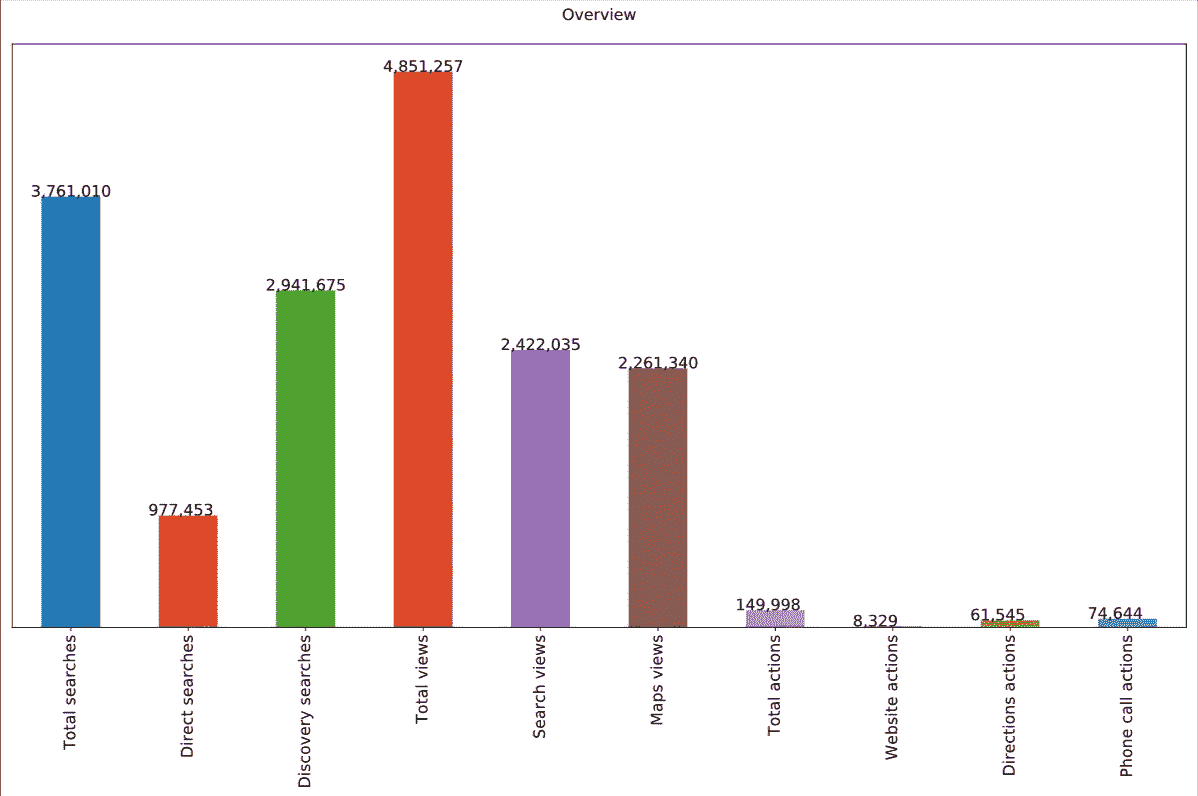 Overview
3,761,010
977,453
2,941,675
4,851,257
2,422,035
2,261,340
149,998
8,329
61,545
74,644
Total searches
Direct searches
Discovery searches
Total views
Search views
Maps views
Total actions
Website actions
Directions actions
Phone call actions